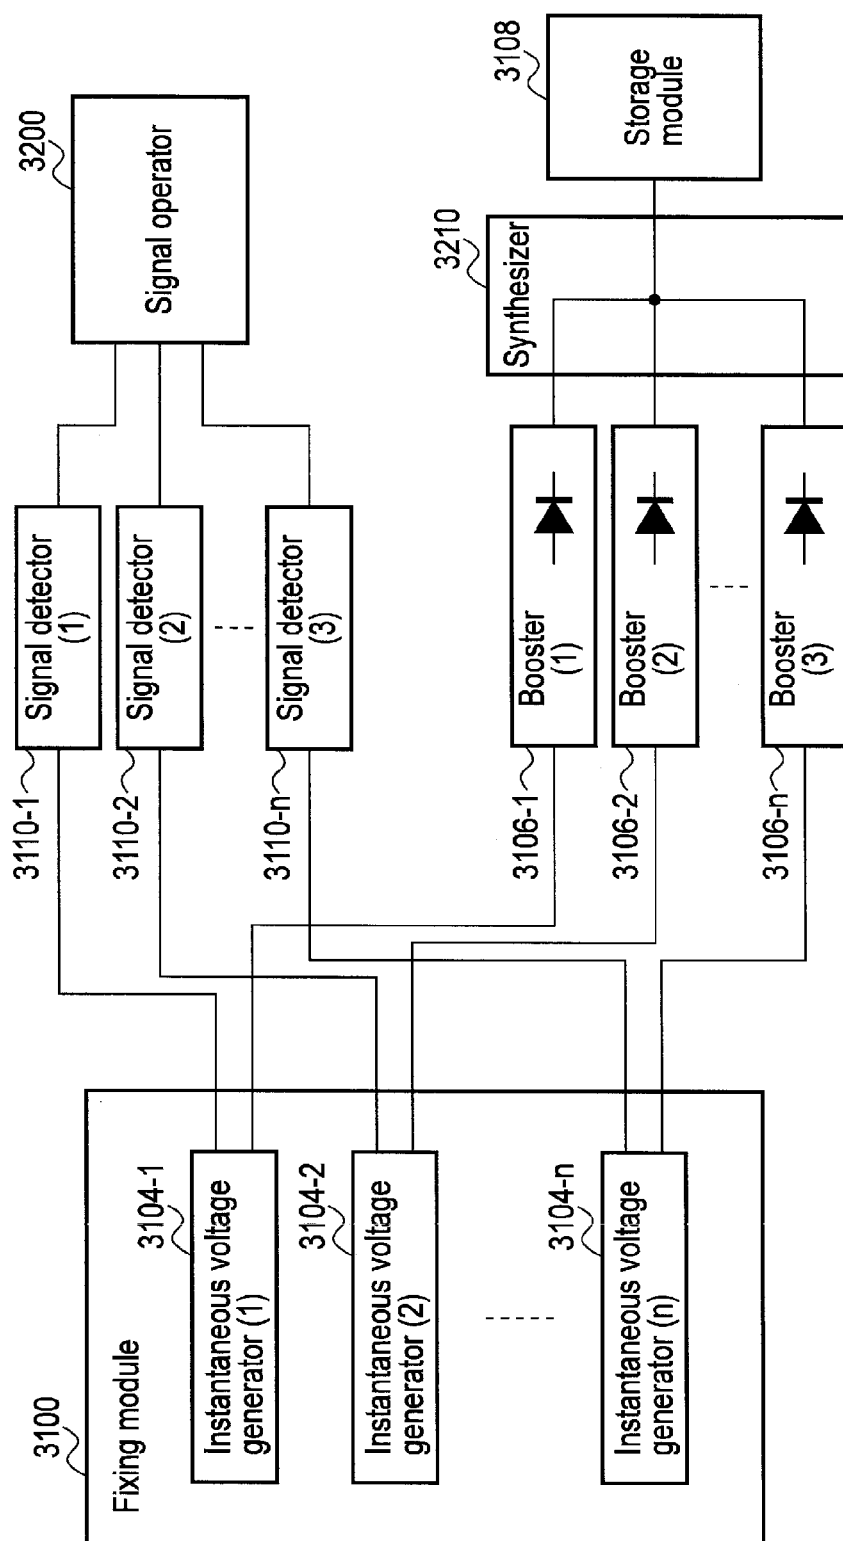 3100
Fixing module
3104-1
Instantaneous voltage
generator (1)
3104-2
Instantaneous voltage
generator (2)
3104-n
Instantaneous voltage
generator (n)
3110-1
Signal detector
(1)
3110-2
Signal detector
(2)
3110-n
Signal detector
(3)
3200
Signal operator
3106-1
Booster
(1)
3106-2
Booster
(2)
3106-n
Booster
(3)
3210
Synthesizer
3108
Storage
module